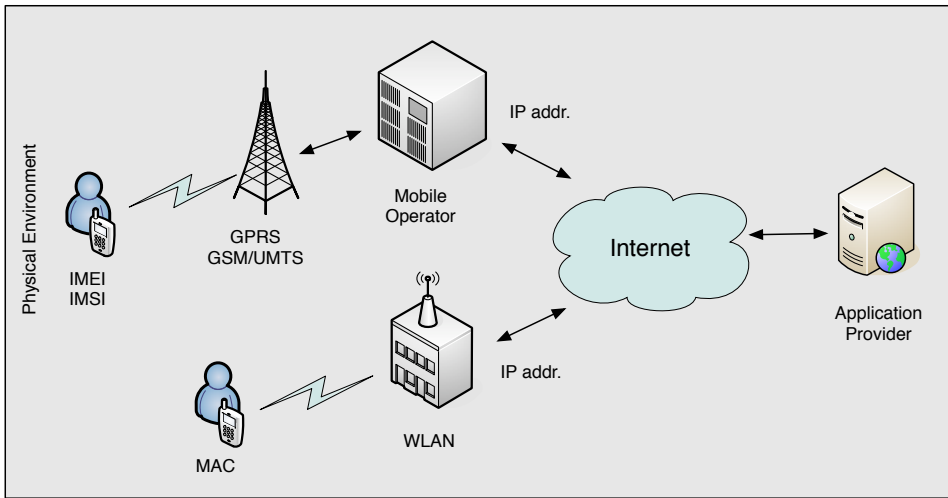 Physical Environment
IMEI
IMSI
GPRS
GSM/UMTS
Mobile
Operator
IP addr.
Internet
Application
Provider
MAC
WLAN
IP addr.